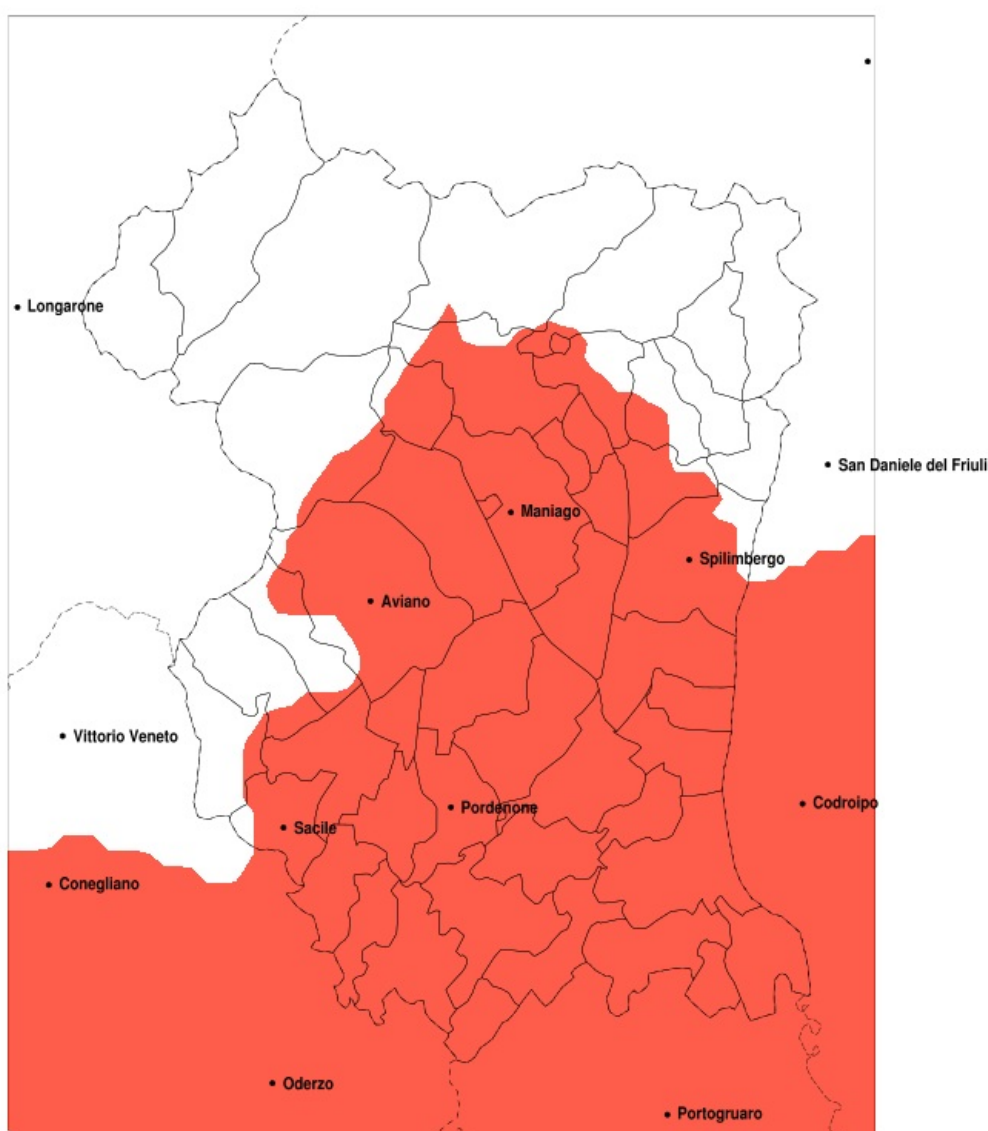 Longarone
San Daniele del Friuli
Maniago
Spilimbergo
Aviano
Vittorio Veneto
Codroipo
Pordenone
Sacile
Conegliano
Oderzo
Portogruaro